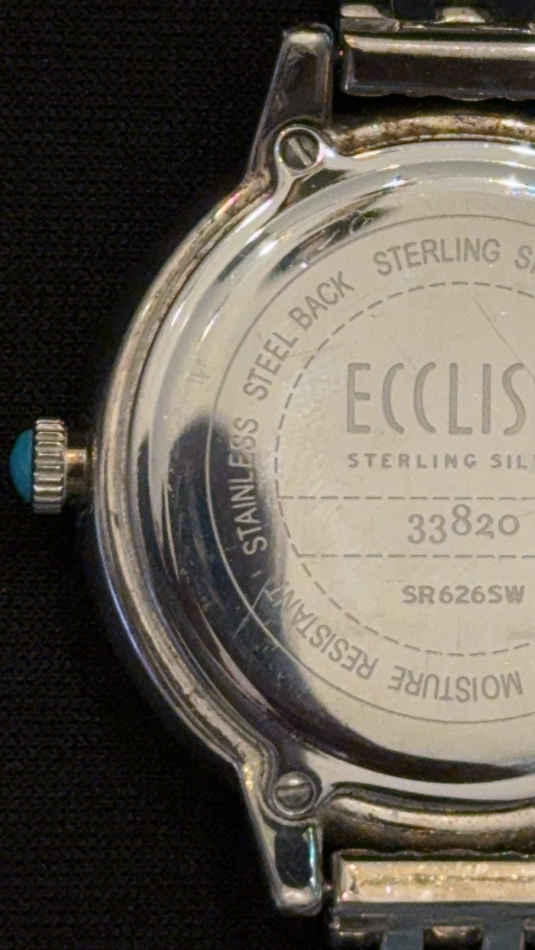 STAINLESS STEEL BACK STERLING
ECCLIS
STERLING SIL
33820
SR626SW
MOISTURE RESISTANT